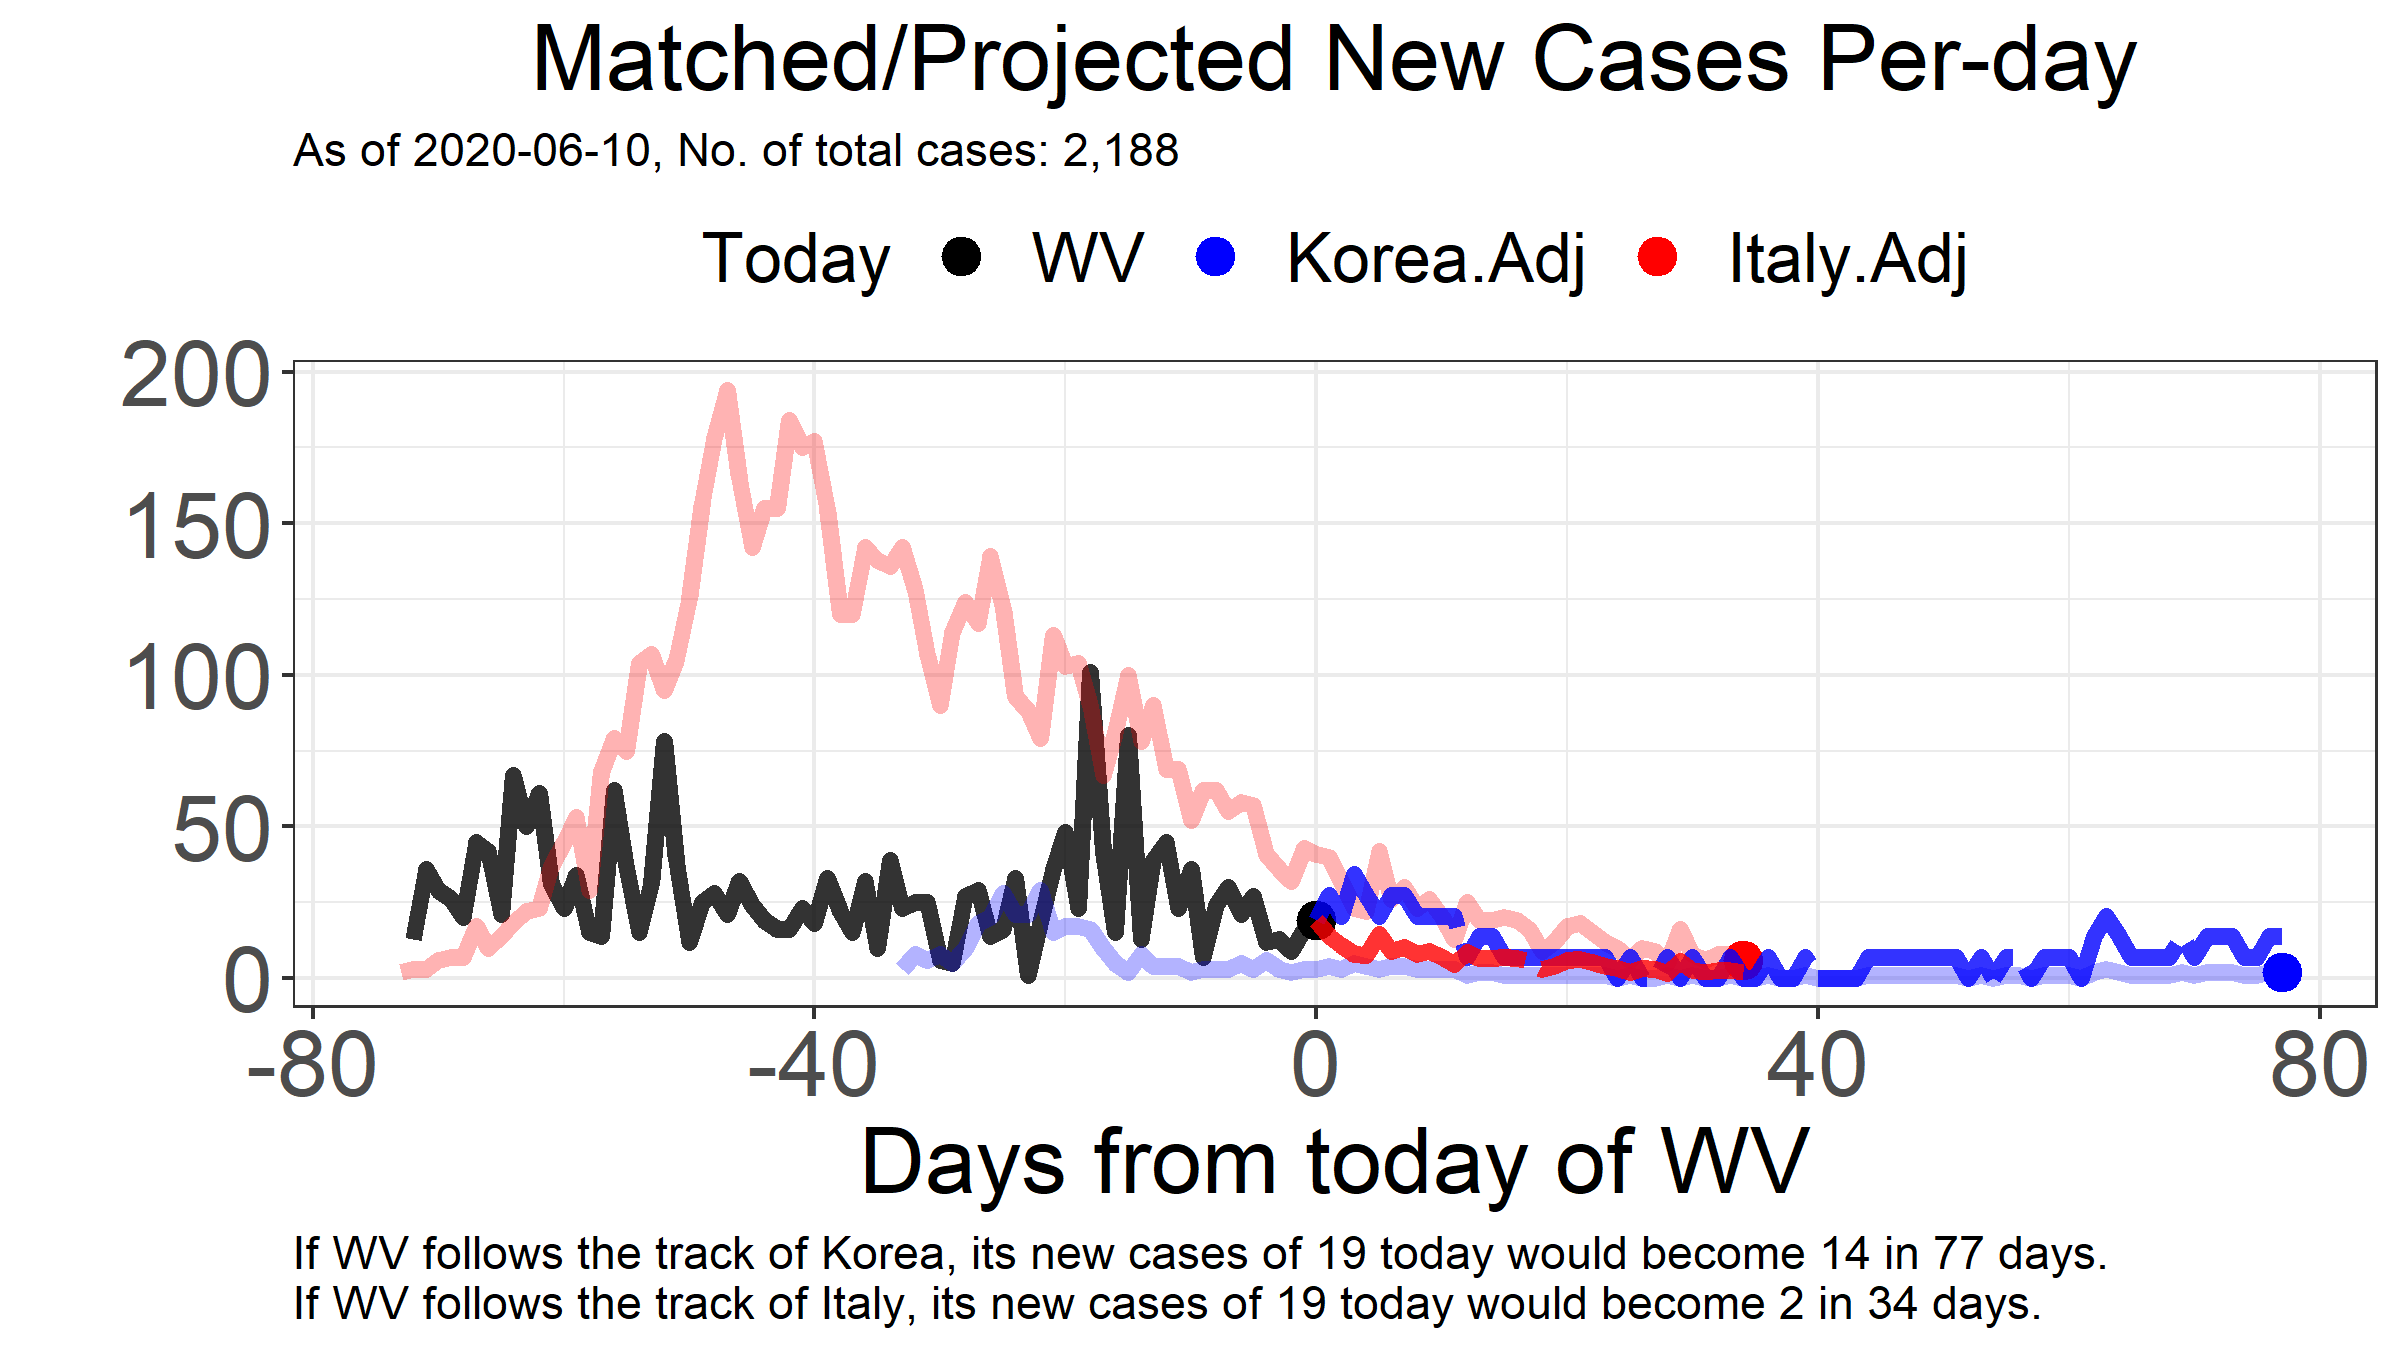 Matched/Projected New Cases Per-day
As of 2020-06-10, No. of total cases: 2,188
Today WV Korea.Adj Italy.Adj
200
150
100
50
0
-80 -40 0 40 80
Days from today of WV
If WV follows the track of Korea, its new cases of 19 today would become 14 in 77 days.
If WV follows the track of Italy, its new cases of 19 today would become 2 in 34 days.